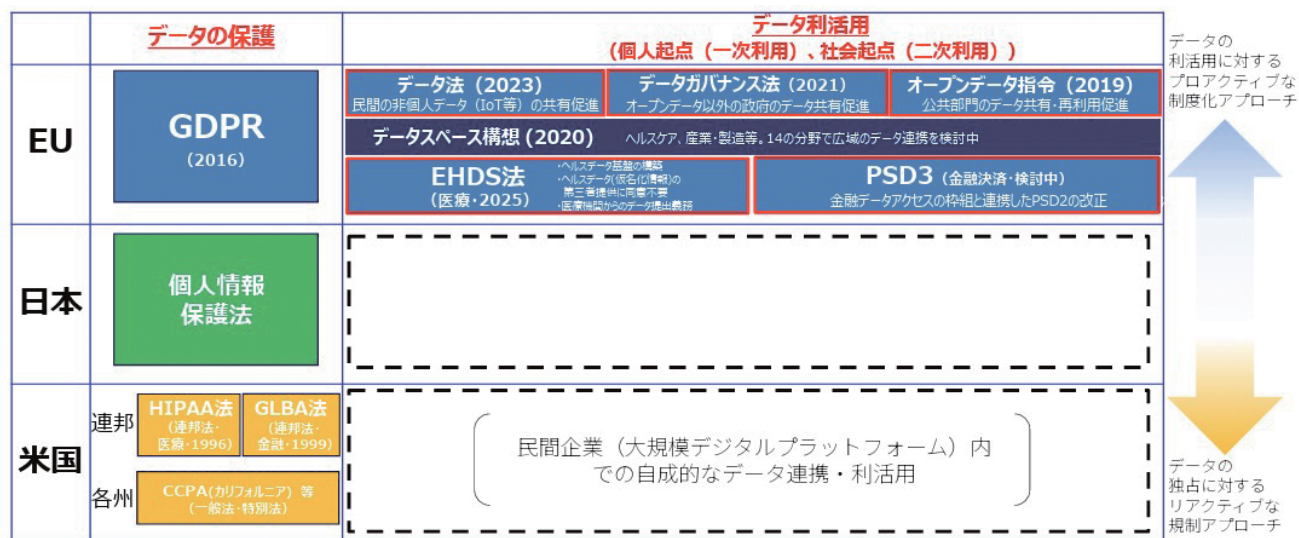 データの保護
データ利活用
(個人起点（一次利用）、社会起点（二次利用）)
データの
利活用に対する
プロアクティブな
制度化アプローチ
EU
GDPR
(2016)
データ法（2023）
民間の非個人データ（IoT等）の共有促進
データガバナンス法（2021）
オープンデータ以外の政府のデータ共有促進
オープンデータ指令（2019）
公共部門のデータ共有・再利用促進
データスペース構想（2020） ヘルスケア、産業・製造等。14の分野で広域のデータ連携を検討中
EHDS法
(医療・2025)
・ヘルスデータ基盤の構築
・ヘルスデータ(仮名化情報)の
第三者提供に同意不要
・医療機関からのデータ提出義務
PSD3（金融決済・検討中）
金融データアクセスの枠組と連携したPSD2の改正
日本
個人情報
保護法
米国
連邦
HIPAA法
(連邦法・
医療・1996)
GLBA法
(連邦法・
金融・1999)
各州
CCPA(カリフォルニア）等
(一般法・特別法)
民間企業（大規模デジタルプラットフォーム）内
での自成的なデータ連携・利活用
データの
独占に対する
リアクティブな
規制アプローチ